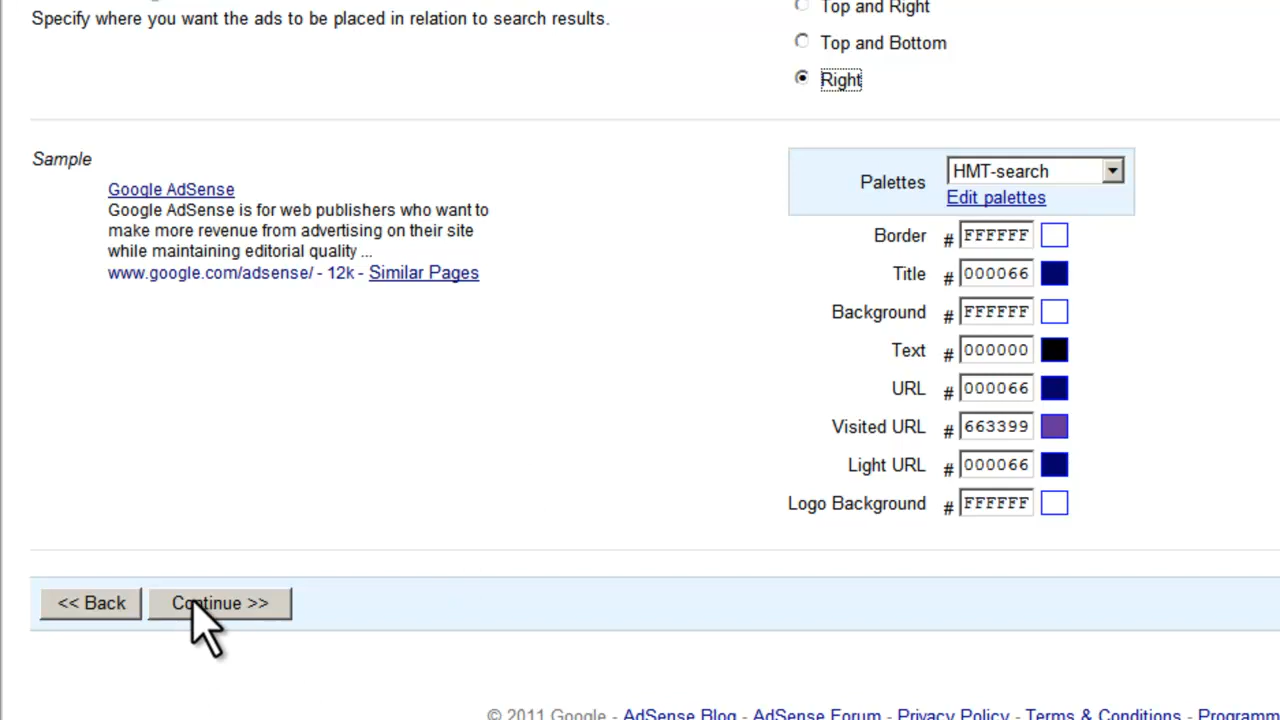 Specify where you want the ads to be placed in relation to search results.
Top and Right
Top and Bottom
Right
Sample
Google AdSense
Google AdSense is for web publishers who want to
make more revenue from advertising on their site
while maintaining editorial quality ...
www.google.com/adsense/ - 12k - Similar Pages
Palettes HMT-search
Edit palettes
Border # FFFFFF
Title # 000066
Background # FFFFFF
Text # 000000
URL # 000066
Visited URL # 663399
Light URL # 000066
Logo Background # FFFFFF
<< Back Continue >>
© 2011 Google - AdSense Blog - AdSense Forum - Privacy Policy - Terms & Conditions - Programm